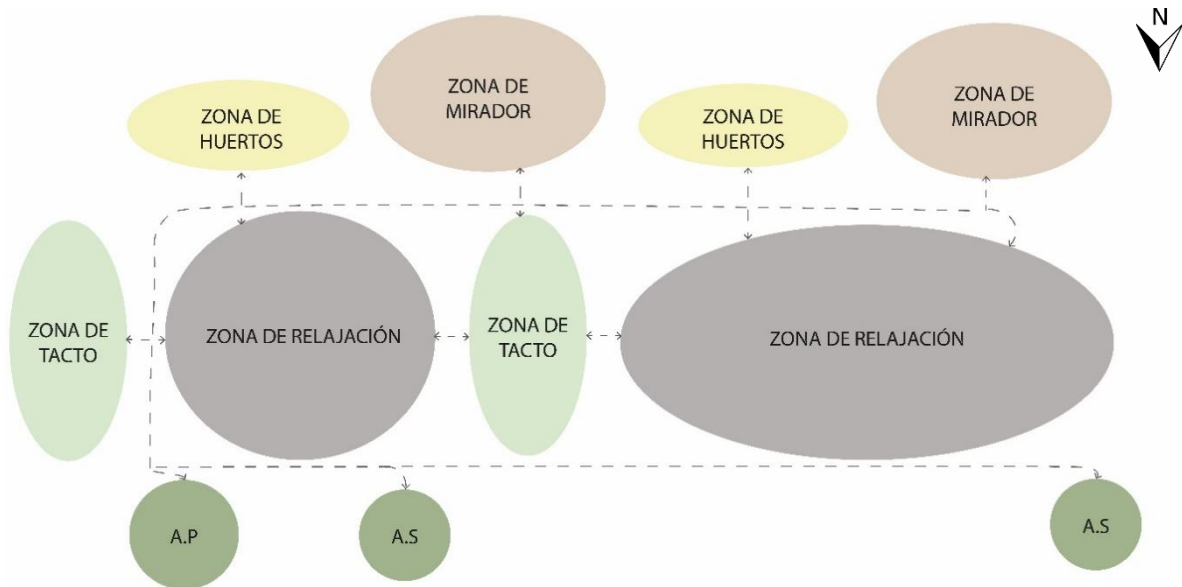 N
ZONA DE
HUERTOS
ZONA DE
MIRADOR
ZONA DE
HUERTOS
ZONA DE
MIRADOR
ZONA DE
TACTO
ZONA DE RELAJACIÓN
ZONA DE
TACTO
ZONA DE RELAJACIÓN
A.P
A.S
A.S